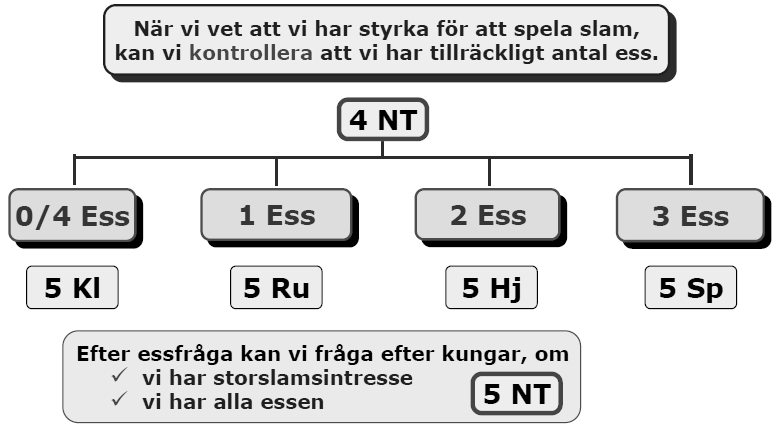 När vi vet att vi har styrka för att spela slam,
kan vi kontrollera att vi har tillräckligt antal ess.
4 NT
0/4 Ess
1 Ess
2 Ess
3 Ess
5 Kl
5 Ru
5 Hj
5 Sp
Efter essfråga kan vi fråga efter kungar, om
✓ vi har storslamsintresse
✓ vi har alla essen
5 NT